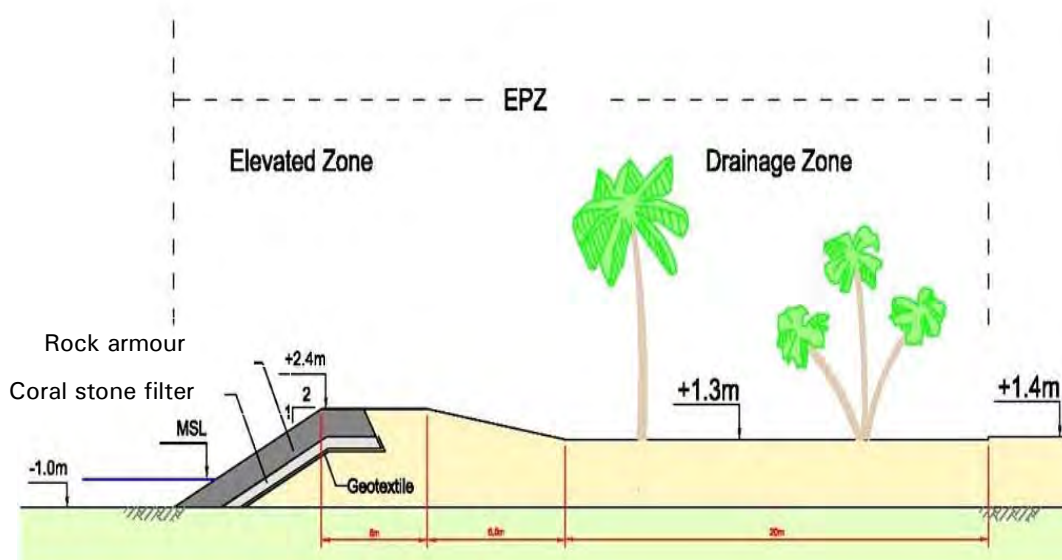 EPZ
Elevated Zone
Drainage Zone
Rock armour
Coral stone filter
+2.4m
2
1
MSL
-1.0m
+1.3m
+1.4m
Geotextile
20m